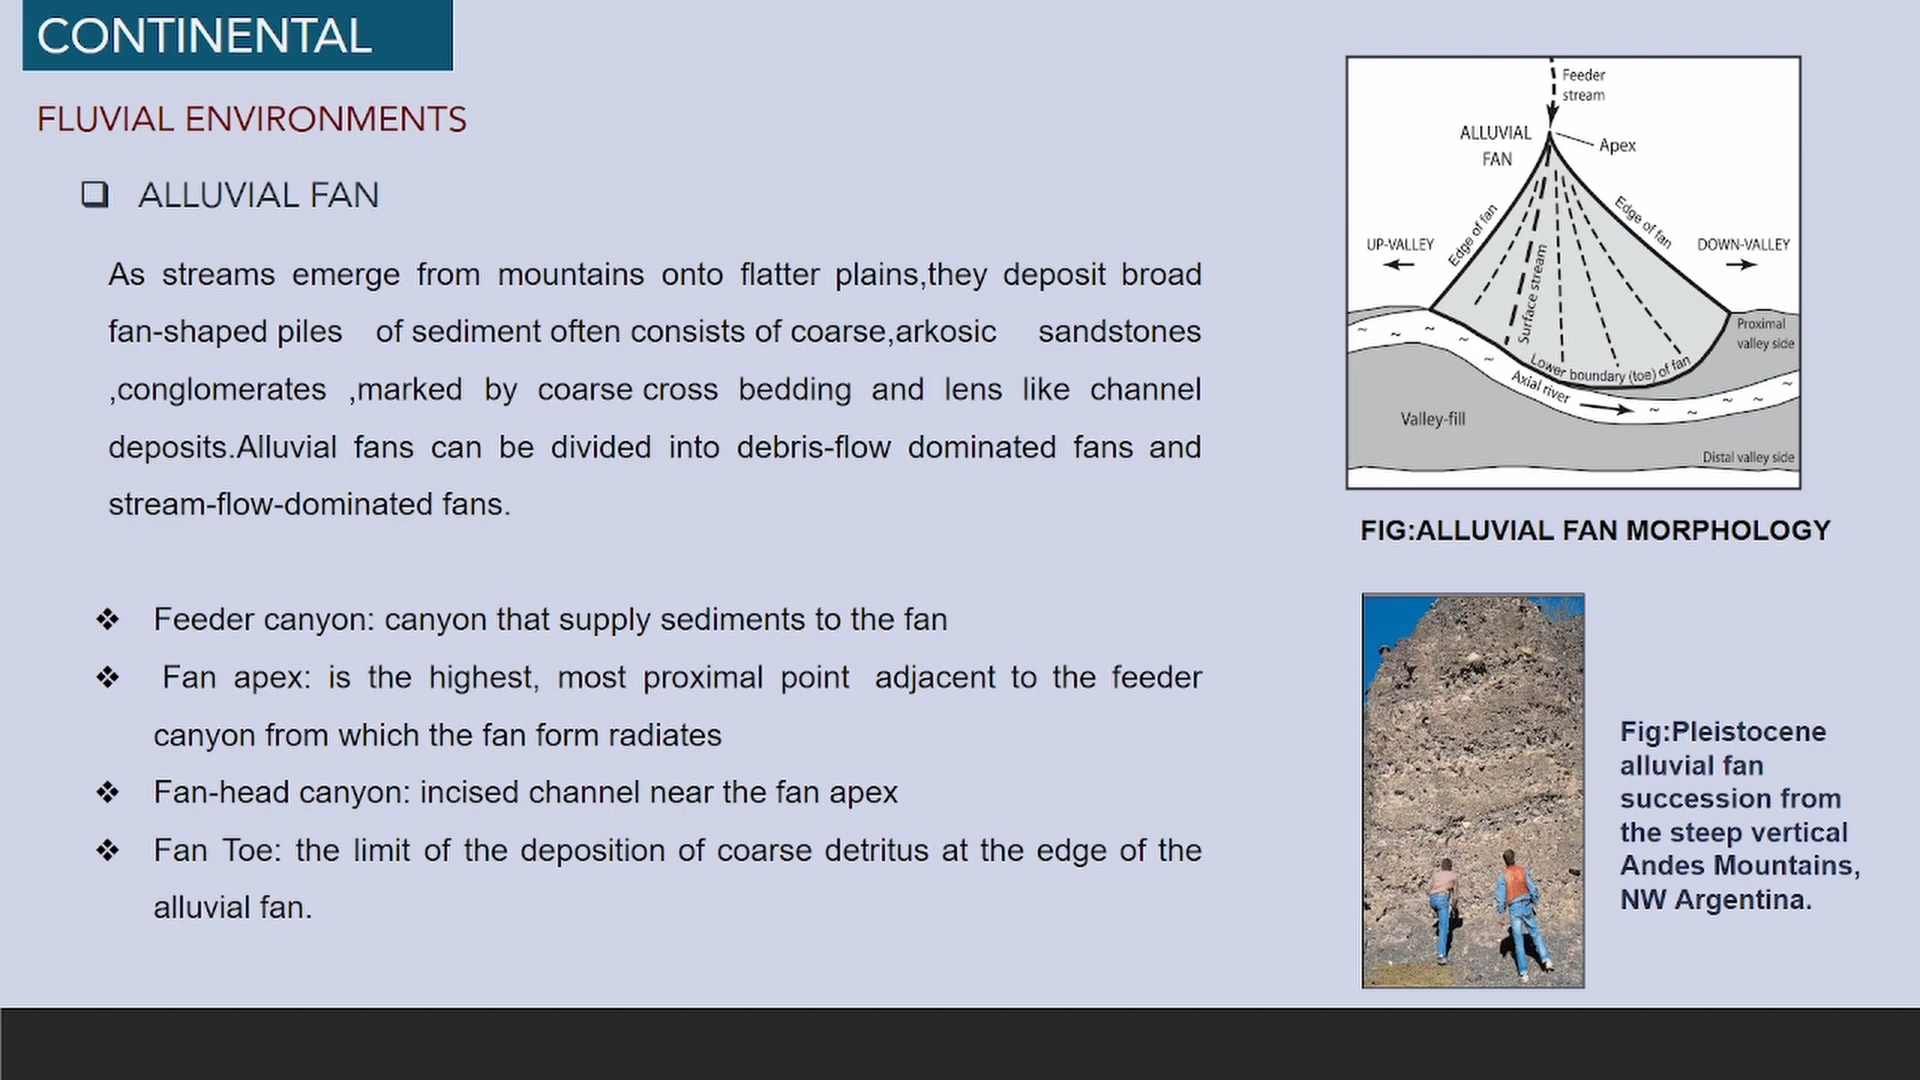 CONTINENTAL
FLUVIAL ENVIRONMENTS
ALLUVIAL FAN
As streams emerge from mountains onto flatter plains,they deposit broad
fan-shaped piles of sediment often consists of coarse,arkosic sandstones
,conglomerates ,marked by coarse cross bedding and lens like channel
deposits.Alluvial fans can be divided into debris-flow dominated fans and
stream-flow-dominated fans.
Feeder canyon: canyon that supply sediments to the fan
Fan apex: is the highest, most proximal point adjacent to the feeder
canyon from which the fan form radiates
Fan-head canyon: incised channel near the fan apex
Fan Toe: the limit of the deposition of coarse detritus at the edge of the
alluvial fan.
Feeder
stream
ALLUVIAL
FAN
Apex
Edge of fan
Edge of fan
UP-VALLEY
DOWN-VALLEY
Surface stream
Proximal
valley side
Lower boundary (toe) of fan
Axial river
Valley-fill
Distal valley side
FIG:ALLUVIAL FAN MORPHOLOGY
Fig:Pleistocene
alluvial fan
succession from
the steep vertical
Andes Mountains,
NW Argentina.